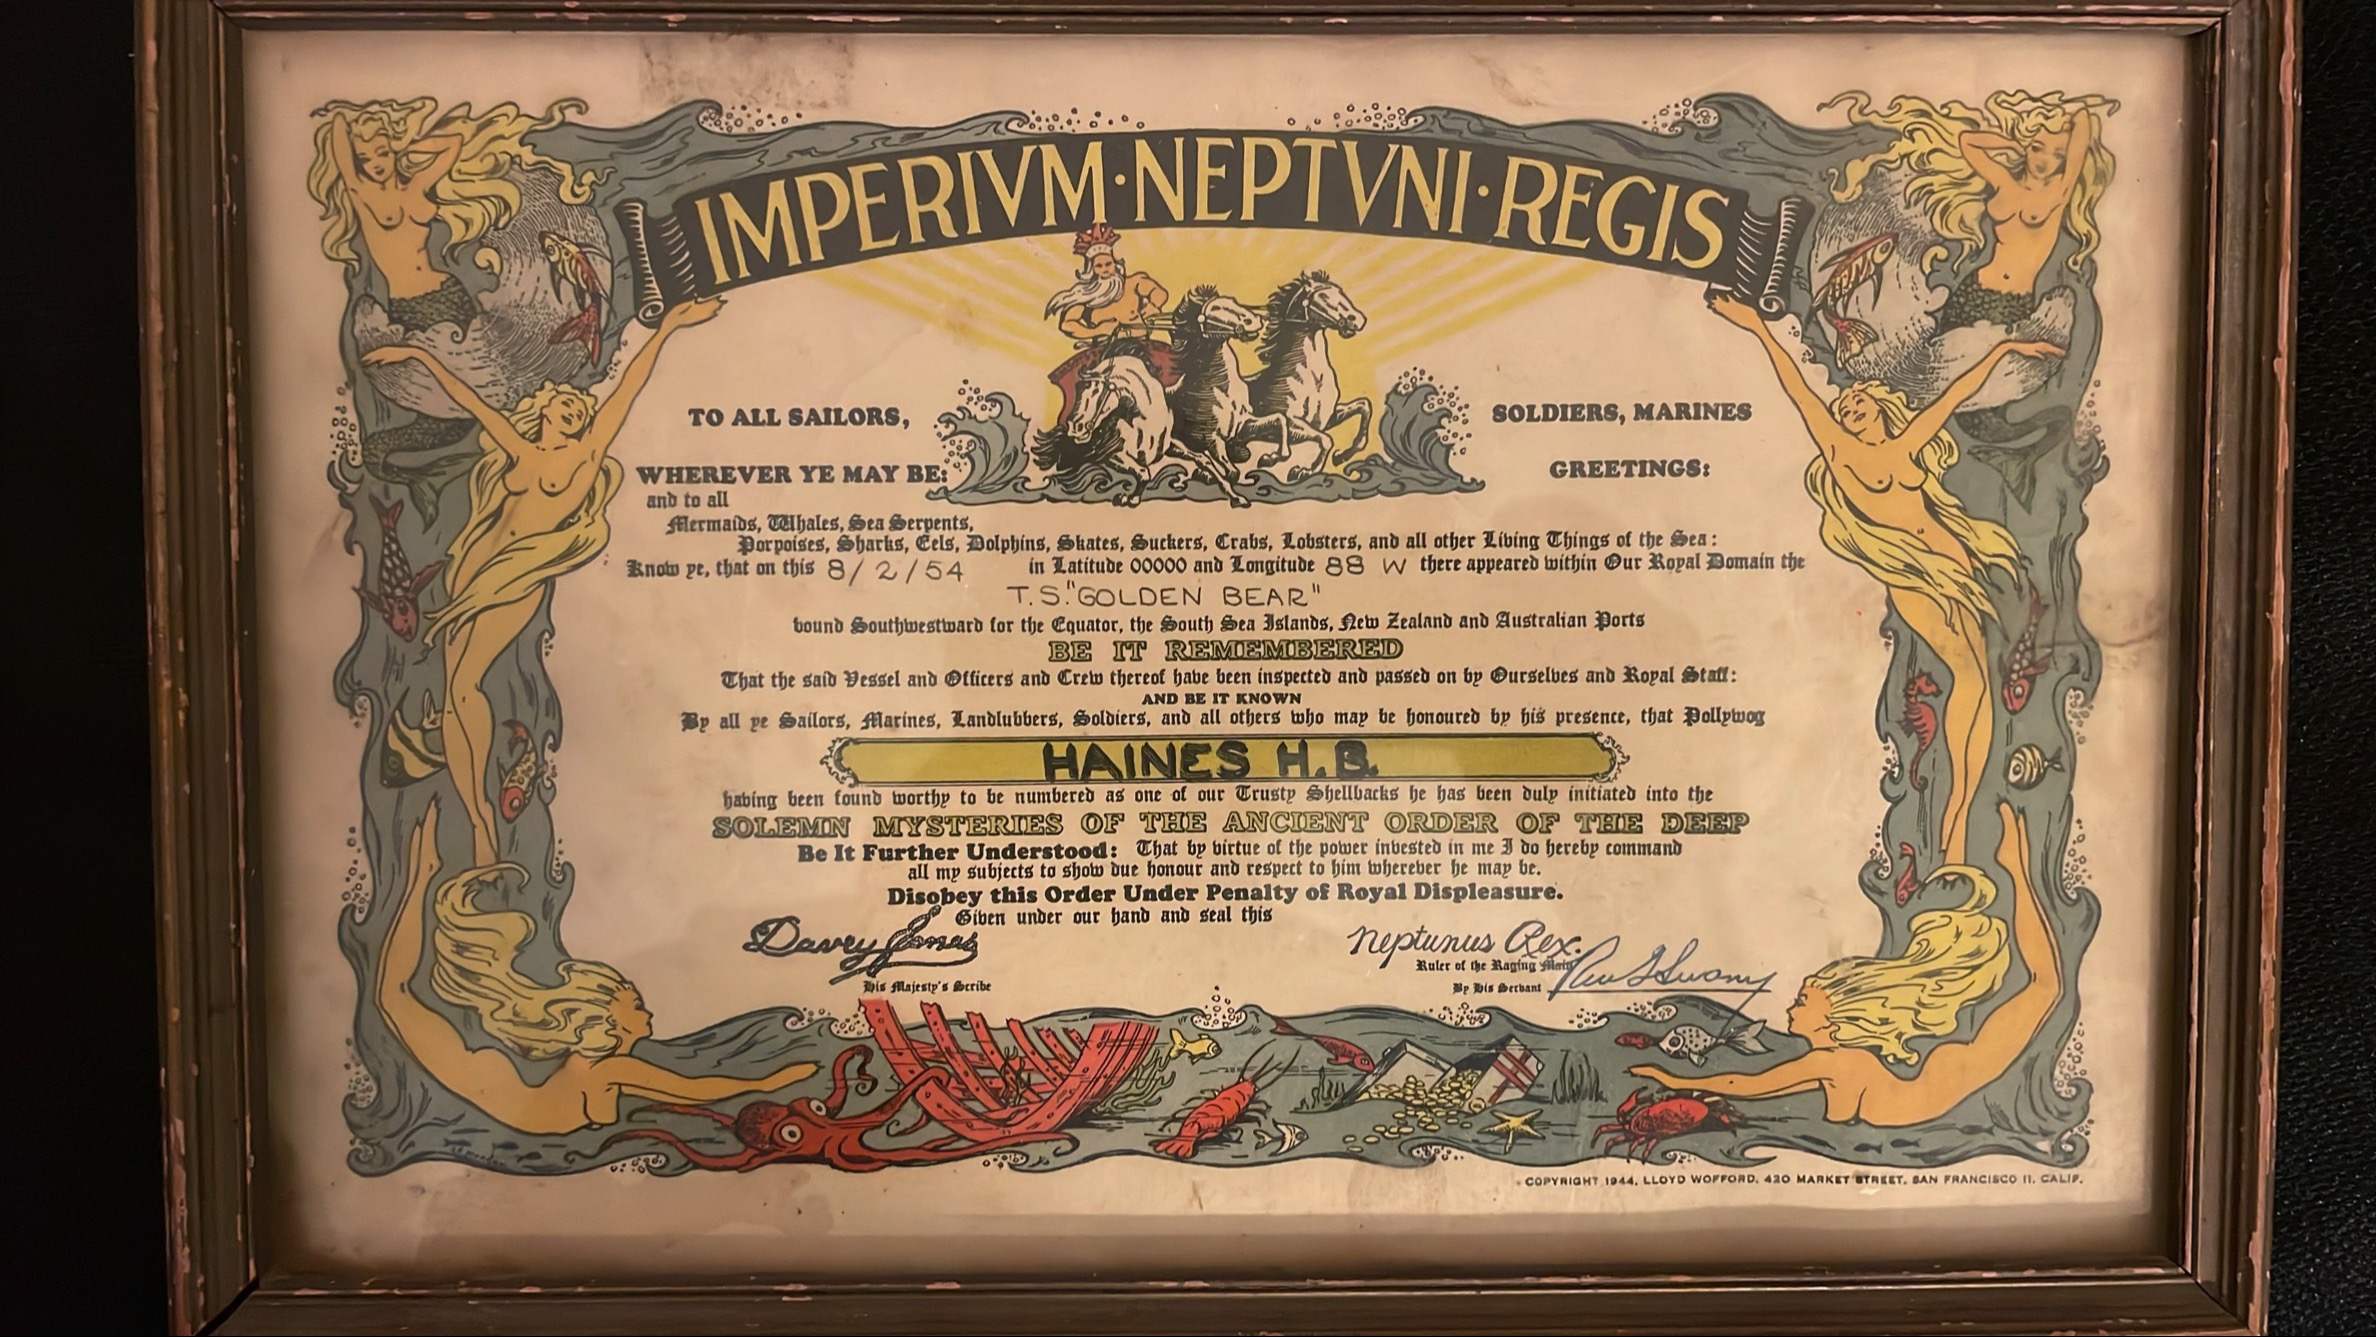 IMPERIVM·NEPTVNI·REGIS
TO ALL SAILORS, SOLDIERS, MARINES
WHEREVER YE MAY BE: GREETINGS:
and to all
Mermaids, Whales, Sea Serpents,
Porpoises, Sharks, Eels, Dolphins, Skates, Suckers, Crabs, Lobsters, and all other Living Things of the Sea:
Know ye, that on this 8/2/54 in Latitude 00000 and Longitude 88 W there appeared within Our Royal Domain the
T.S. "GOLDEN BEAR"
bound Southwestward for the Equator, the South Sea Islands, New Zealand and Australian Ports
BE IT REMEMBERED
That the said Vessel and Officers and Crew thereof have been inspected and passed on by Ourselves and Royal Staff:
AND BE IT KNOWN
By all ye Sailors, Marines, Landlubbers, Soldiers, and all others who may be honoured by his presence, that Pollywog
HAINES H.B.
having been found worthy to be numbered as one of our Trusty Shellbacks he has been duly initiated into the
SOLEMN MYSTERIES OF THE ANCIENT ORDER OF THE DEEP
Be It Further Understood: That by virtue of the power invested in me I do hereby command
all my subjects to show due honour and respect to him wherever he may be.
Disobey this Order Under Penalty of Royal Displeasure.
Given under our hand and seal this
Davey Jones Neptunus Rex.
Ruler of the Raging Main
His Majesty's Scribe By His Servant
COPYRIGHT 1944, LLOYD WOFFORD, 420 MARKET STREET, SAN FRANCISCO 11, CALIF.